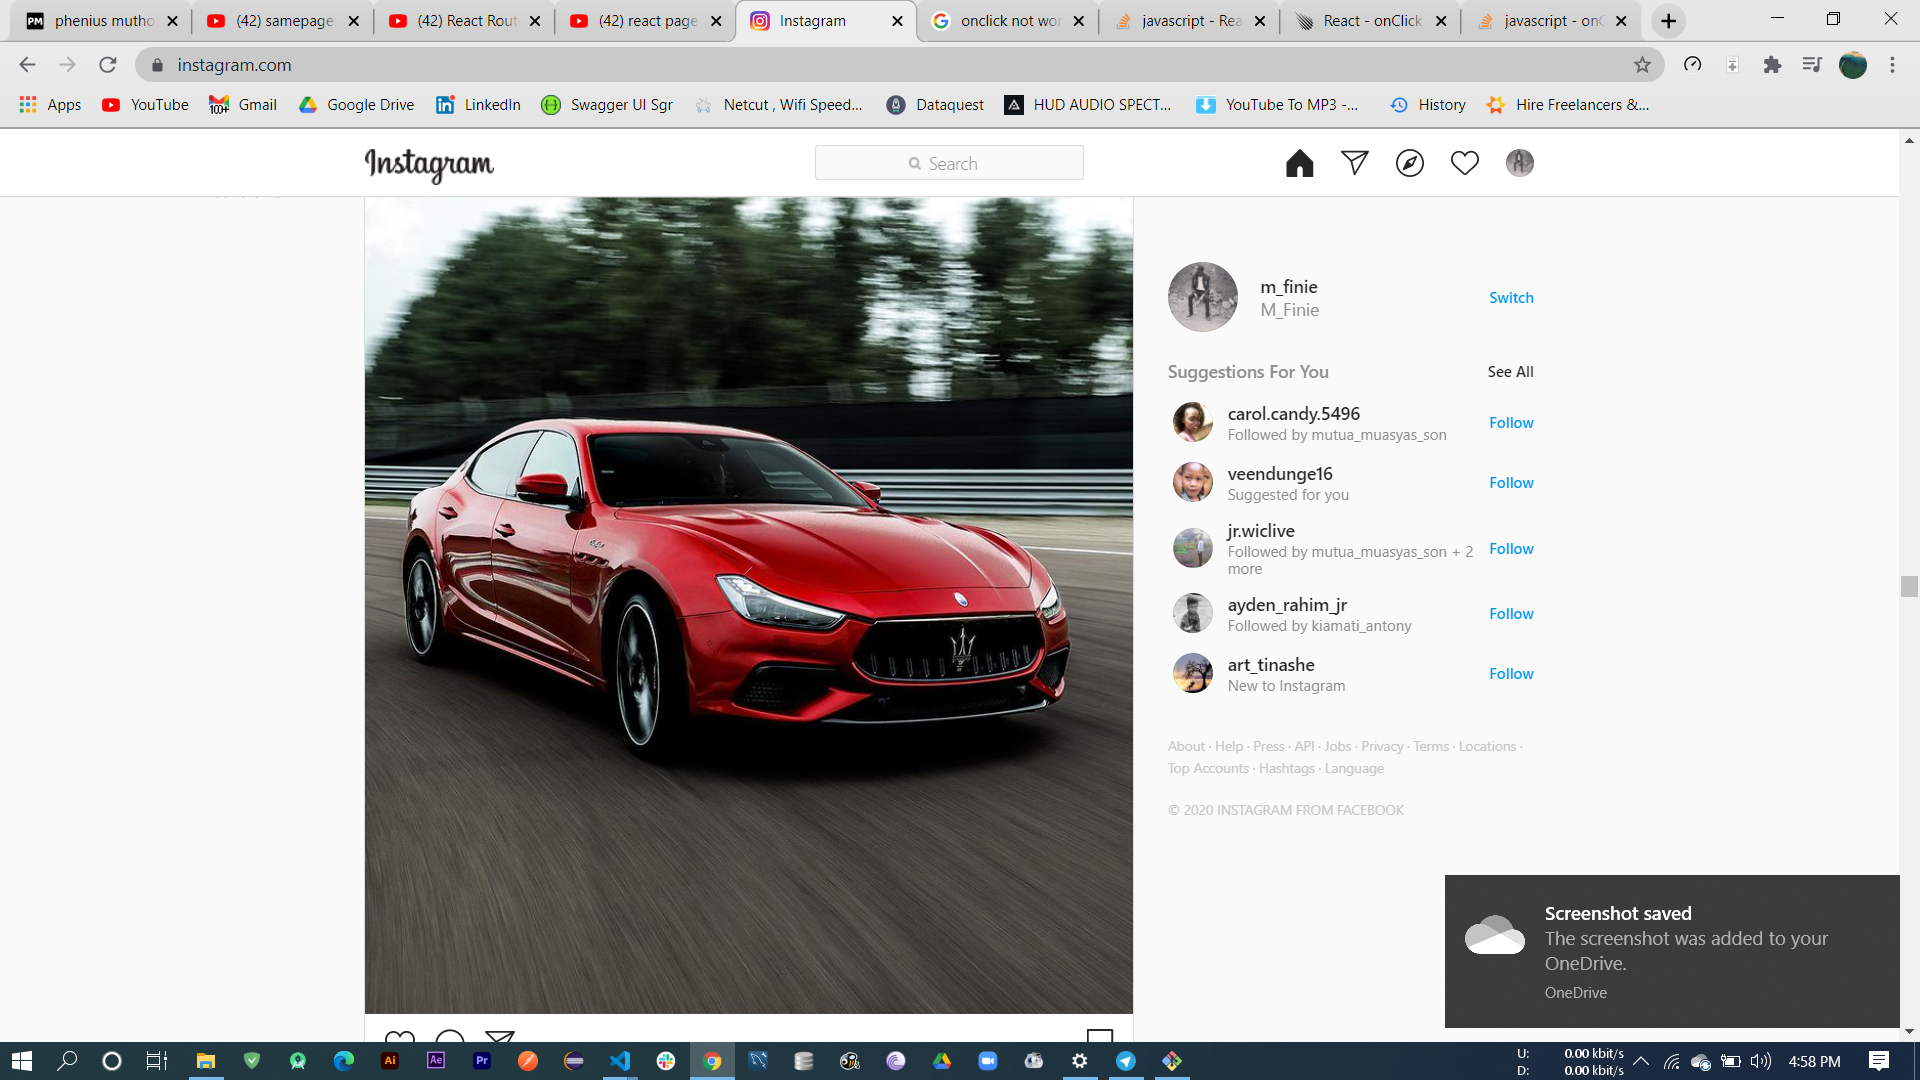 phenius mutho
(42) samepage
(42) React Rout
(42) react page
Instagram
onclick not wor
javascript - Rea
React - onClick
javascript - onC
instagram.com
Apps
YouTube
100+
Gmail
Google Drive
LinkedIn
Swagger UI Sgr
Netcut , Wifi Speed...
Dataquest
HUD AUDIO SPECT...
YouTube To MP3 -...
History
Hire Freelancers &...
Instagram
Search
m_finie
M_Finie
Switch
Suggestions For You
See All
carol.candy.5496
Followed by mutua_muasyas_son
Follow
veendunge16
Suggested for you
Follow
jr.wiclive
Followed by mutua_muasyas_son + 2
more
Follow
ayden_rahim_jr
Followed by kiamati_antony
Follow
art_tinashe
New to Instagram
Follow
About · Help · Press · API · Jobs · Privacy · Terms · Locations ·
Top Accounts · Hashtags · Language
© 2020 INSTAGRAM FROM FACEBOOK
Screenshot saved
The screenshot was added to your
OneDrive.
OneDrive
U: 0.00 kbit/s
D: 0.00 kbit/s
4:58 PM